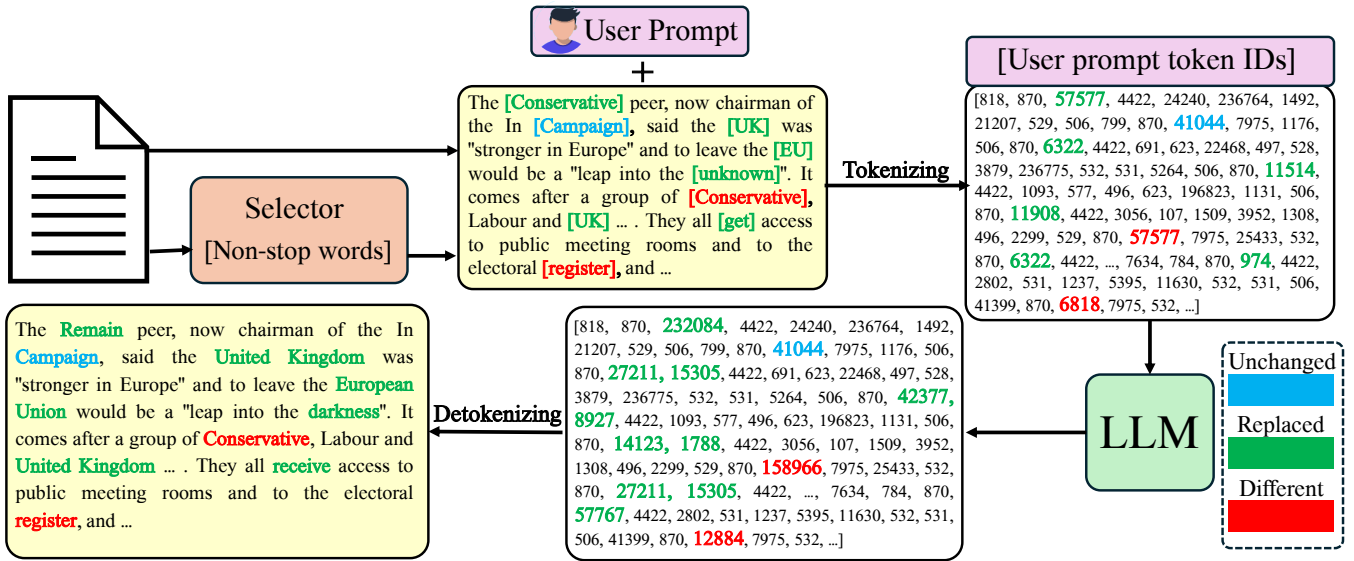 User Prompt
+
The [Conservative] peer, now chairman of
the In [Campaign], said the [UK] was
"stronger in Europe" and to leave the [EU]
would be a "leap into the [unknown]". It
comes after a group of [Conservative],
Labour and [UK] ... . They all [get] access
to public meeting rooms and to the
electoral [register], and ...
Selector
[Non-stop words]
Tokenizing
[User prompt token IDs]
[818, 870, 57577, 4422, 24240, 236764, 1492,
21207, 529, 506, 799, 870, 41044, 7975, 1176,
506, 870, 6322, 4422, 691, 623, 22468, 497, 528,
3879, 236775, 532, 531, 5264, 506, 870, 11514,
4422, 1093, 577, 496, 623, 196823, 1131, 506,
870, 11908, 4422, 3056, 107, 1509, 3952, 1308,
496, 2299, 529, 870, 57577, 7975, 25433, 532,
870, 6322, 4422, ..., 7634, 784, 870, 974, 4422,
2802, 531, 1237, 5395, 11630, 532, 531, 506,
41399, 870, 6818, 7975, 532, ...]
LLM
Unchanged
Replaced
Different
[818, 870, 232084, 4422, 24240, 236764, 1492,
21207, 529, 506, 799, 870, 41044, 7975, 1176, 506,
870, 27211, 15305, 4422, 691, 623, 22468, 497, 528,
3879, 236775, 532, 531, 5264, 506, 870, 42377,
8927, 4422, 1093, 577, 496, 623, 196823, 1131, 506,
870, 14123, 1788, 4422, 3056, 107, 1509, 3952,
1308, 496, 2299, 529, 870, 158966, 7975, 25433, 532,
870, 27211, 15305, 4422, ..., 7634, 784, 870,
57767, 4422, 2802, 531, 1237, 5395, 11630, 532, 531,
506, 41399, 870, 12884, 7975, 532, ...]
Detokenizing
The Remain peer, now chairman of the In
Campaign, said the United Kingdom was
"stronger in Europe" and to leave the European
Union would be a "leap into the darkness". It
comes after a group of Conservative, Labour and
United Kingdom ... . They all receive access to
public meeting rooms and to the electoral
register, and ...